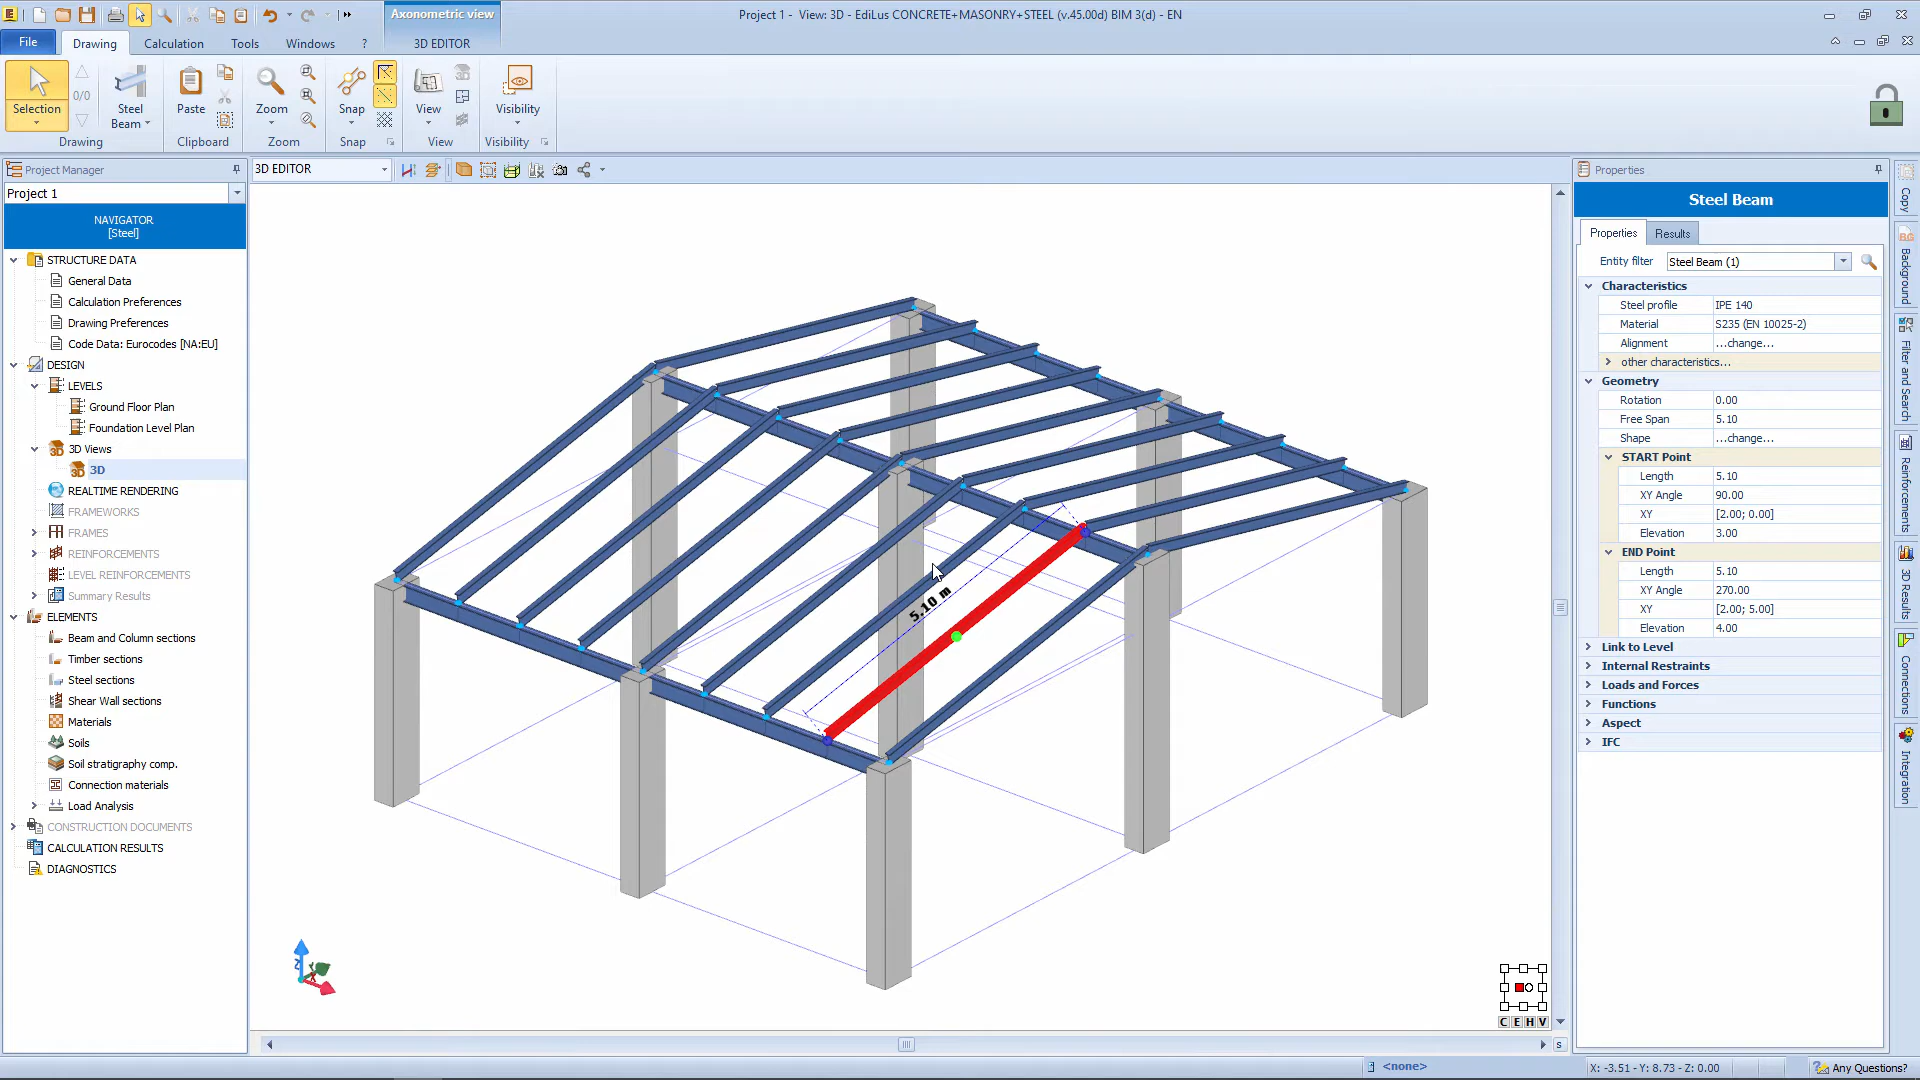 Axonometric view
Project 1 - View: 3D - EdiLus CONCRETE+MASONRY+STEEL (v.45.00d) BIM 3(d) - EN
File
Drawing
Calculation
Tools
Windows
?
3D EDITOR
Selection
0/0
Steel
Beam
Paste
Zoom
Snap
View
Visibility
Drawing
Clipboard
Zoom
Snap
View
Visibility
Project Manager
Project 1
NAVIGATOR
[Steel]
STRUCTURE DATA
General Data
Calculation Preferences
Drawing Preferences
Code Data: Eurocodes [NA:EU]
DESIGN
LEVELS
Ground Floor Plan
Foundation Level Plan
3D Views
3D
REALTIME RENDERING
FRAMEWORKS
FRAMES
REINFORCEMENTS
LEVEL REINFORCEMENTS
Summary Results
ELEMENTS
Beam and Column sections
Timber sections
Steel sections
Shear Wall sections
Materials
Soils
Soil stratigraphy comp.
Connection materials
Load Analysis
CONSTRUCTION DOCUMENTS
CALCULATION RESULTS
DIAGNOSTICS
3D EDITOR
5.10 m
C E H V
S
Properties
Steel Beam
Properties
Results
Entity filter Steel Beam (1)
Characteristics
Steel profile IPE 140
Material S235 (EN 10025-2)
Alignment ...change...
other characteristics...
Geometry
Rotation 0.00
Free Span 5.10
Shape ...change...
START Point
Length 5.10
XY Angle 90.00
XY [2.00; 0.00]
Elevation 3.00
END Point
Length 5.10
XY Angle 270.00
XY [2.00; 5.00]
Elevation 4.00
Link to Level
Internal Restraints
Loads and Forces
Functions
Aspect
IFC
Copy
Background
Filter and Search
Reinforcements
3D Results
Connections
Integration
<none>
X: -3.51 - Y: 8.73 - Z: 0.00
Any Questions?